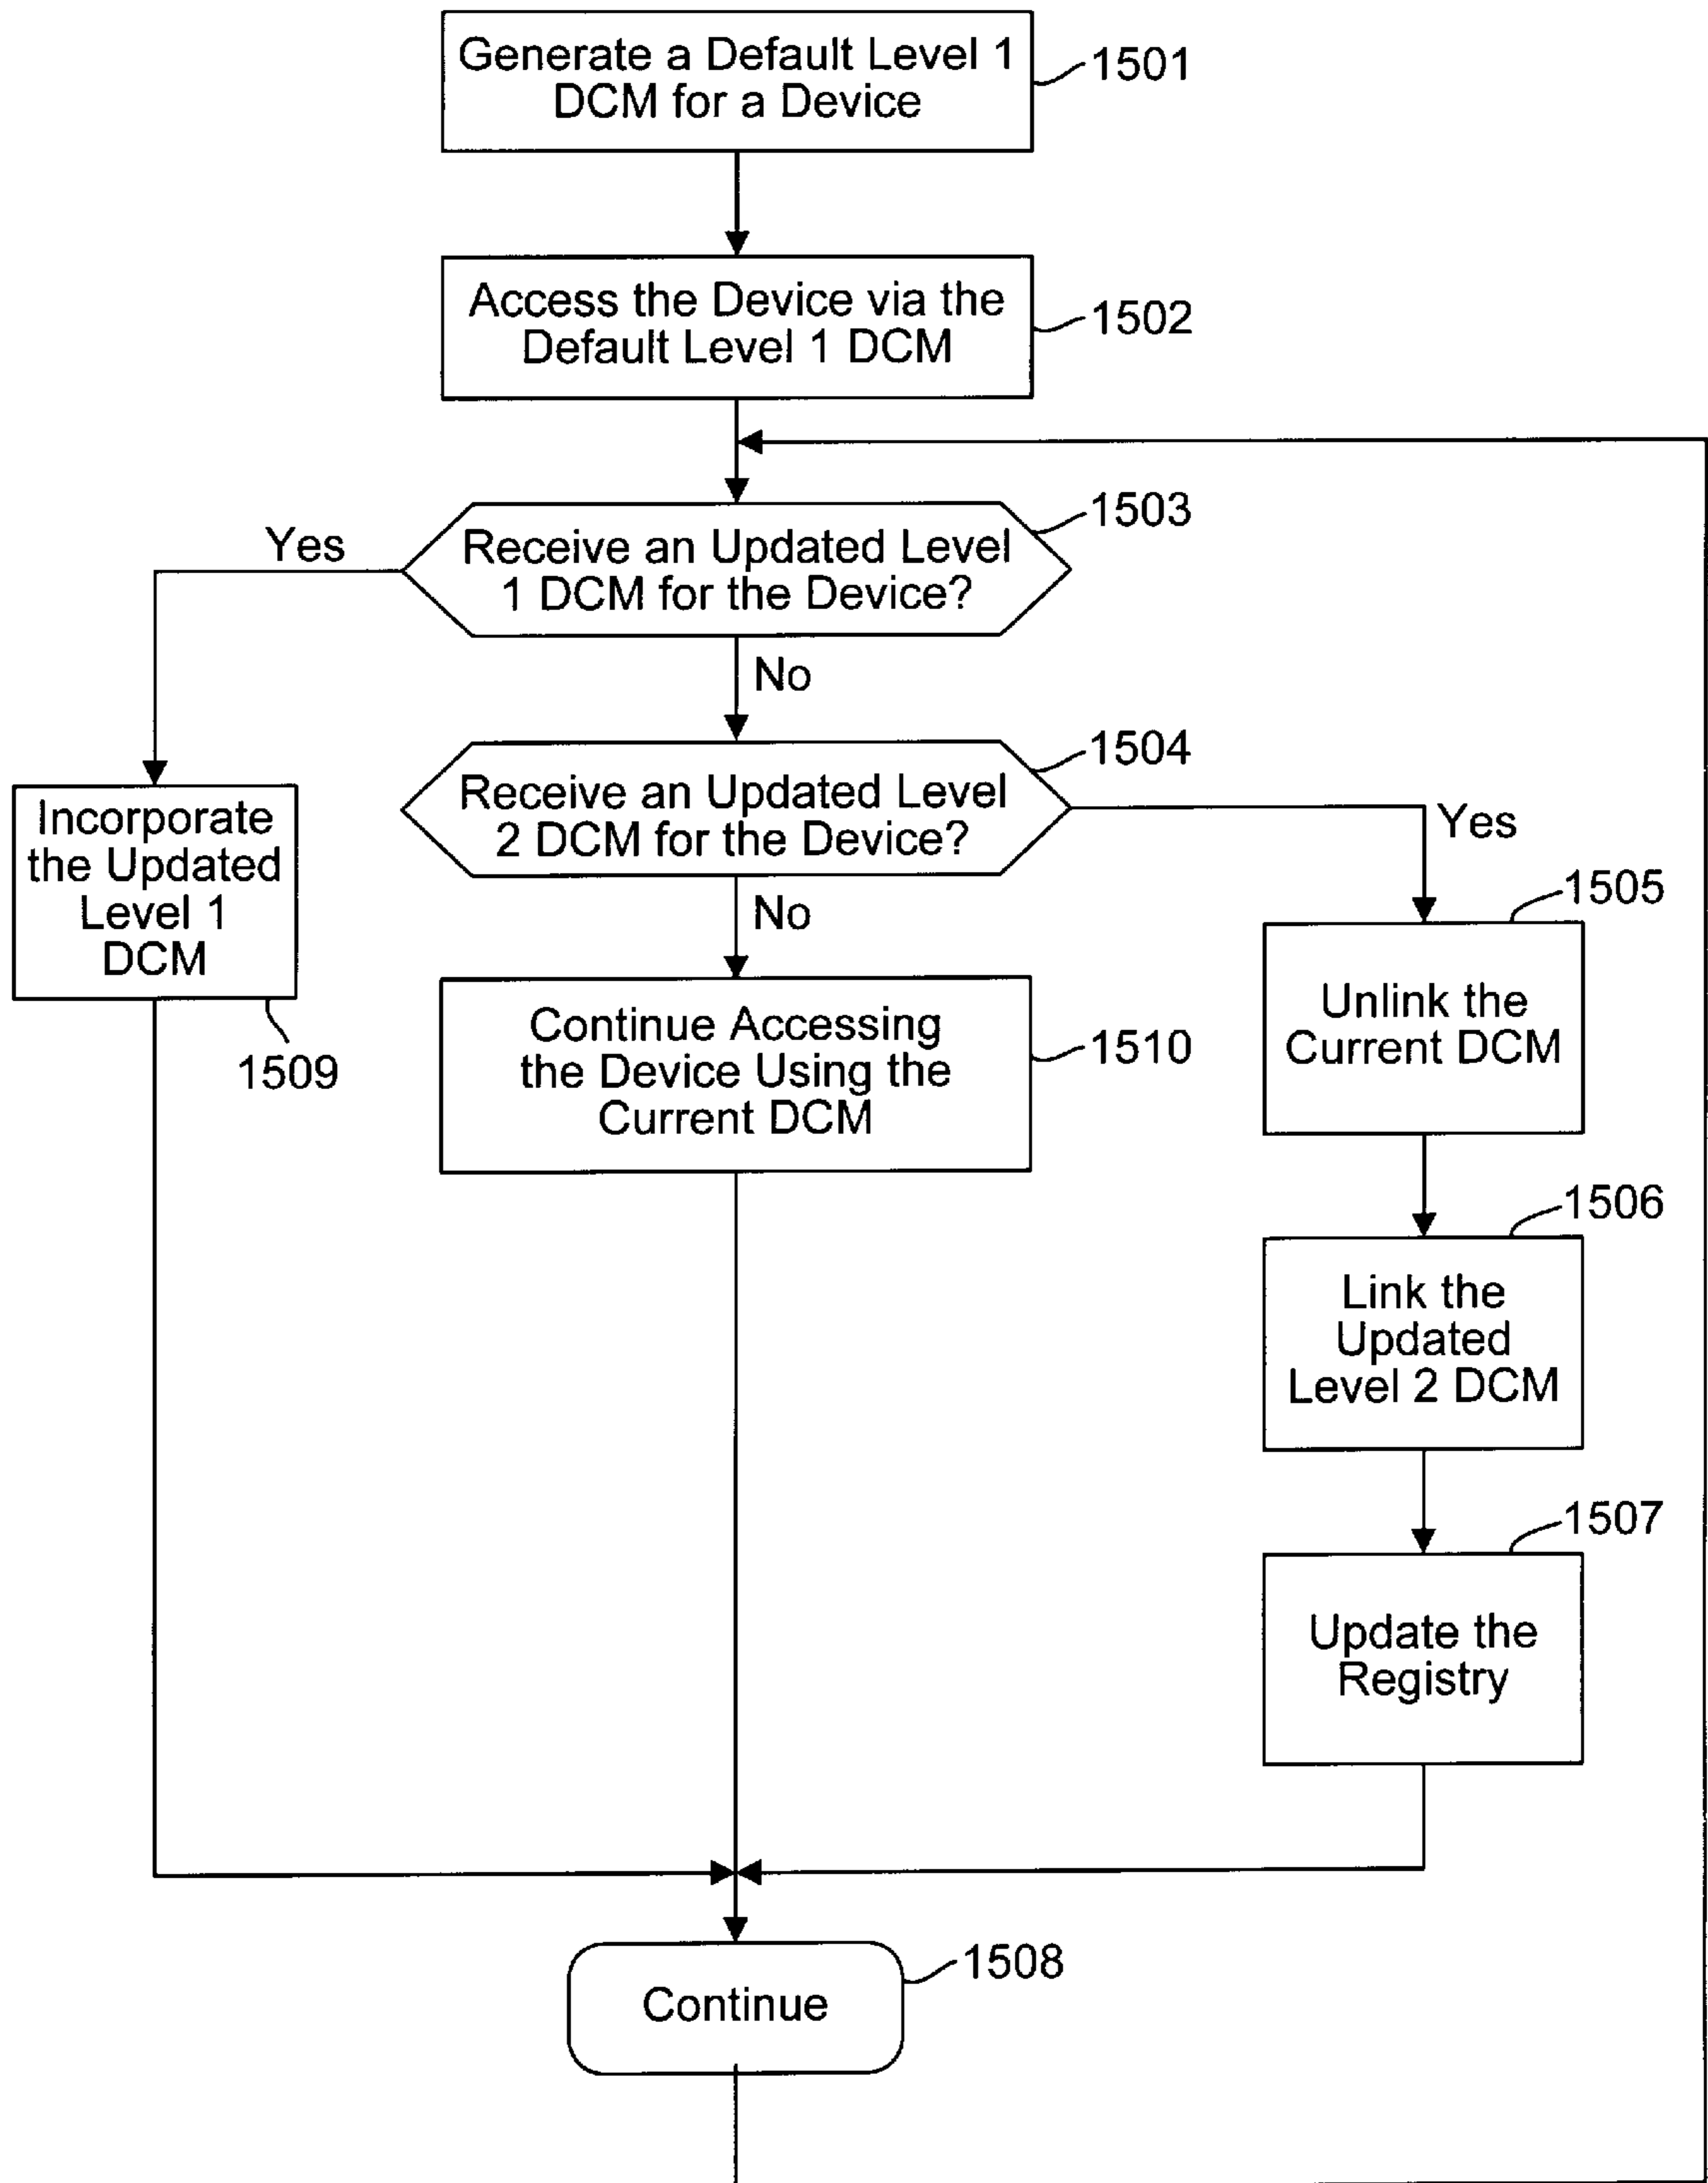 Generate a Default Level 1
DCM for a Device
1501
Access the Device via the
Default Level 1 DCM
1502
1503
Yes
Receive an Updated Level
1 DCM for the Device?
No
1504
Receive an Updated Level
2 DCM for the Device?
Yes
Incorporate
the Updated
Level 1
DCM
1509
No
1505
Continue Accessing
the Device Using the
Current DCM
1510
Unlink the
Current DCM
1506
Link the
Updated
Level 2 DCM
1507
Update the
Registry
1508
Continue